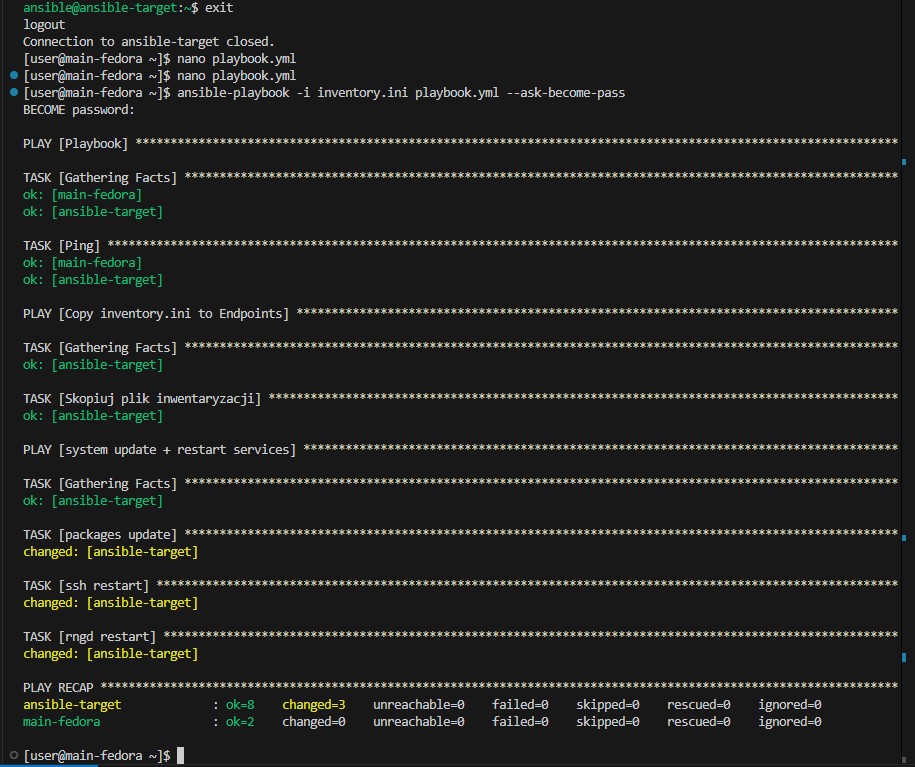 ansible@ansible-target:~$ exit
logout
Connection to ansible-target closed.
[user@main-fedora ~]$ nano playbook.yml
[user@main-fedora ~]$ nano playbook.yml
[user@main-fedora ~]$ ansible-playbook -i inventory.ini playbook.yml --ask-become-pass
BECOME password:
PLAY [Playbook] *************************************************************************************************************
TASK [Gathering Facts] ******************************************************************************************************
ok: [main-fedora]
ok: [ansible-target]
TASK [Ping] *****************************************************************************************************************
ok: [main-fedora]
ok: [ansible-target]
PLAY [Copy inventory.ini to Endpoints] **************************************************************************************
TASK [Gathering Facts] ******************************************************************************************************
ok: [ansible-target]
TASK [Skopiuj plik inwentaryzacji] ******************************************************************************************
ok: [ansible-target]
PLAY [system update + restart services] *************************************************************************************
TASK [Gathering Facts] ******************************************************************************************************
ok: [ansible-target]
TASK [packages update] ******************************************************************************************************
changed: [ansible-target]
TASK [ssh restart] **********************************************************************************************************
changed: [ansible-target]
TASK [rngd restart] *********************************************************************************************************
changed: [ansible-target]
PLAY RECAP ******************************************************************************************************************
ansible-target : ok=8 changed=3 unreachable=0 failed=0 skipped=0 rescued=0 ignored=0
main-fedora : ok=2 changed=0 unreachable=0 failed=0 skipped=0 rescued=0 ignored=0
[user@main-fedora ~]$